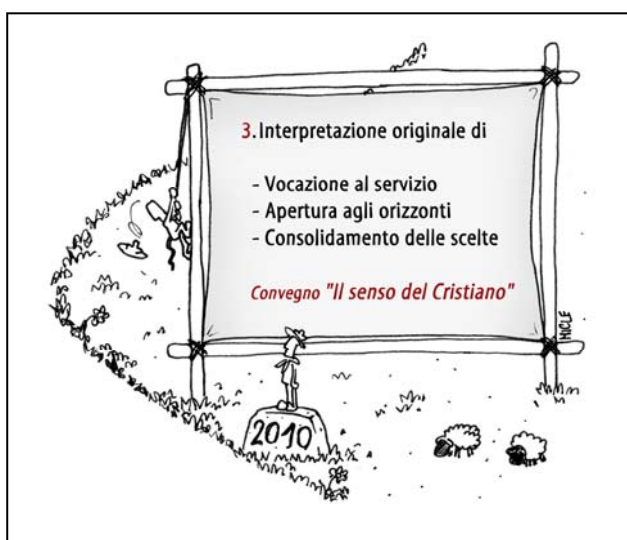 3. Interpretazione originale di
- Vocazione al servizio
- Apertura agli orizzonti
- Consolidamento delle scelte
Convegno "Il senso del Cristiano"
MICLE
2010